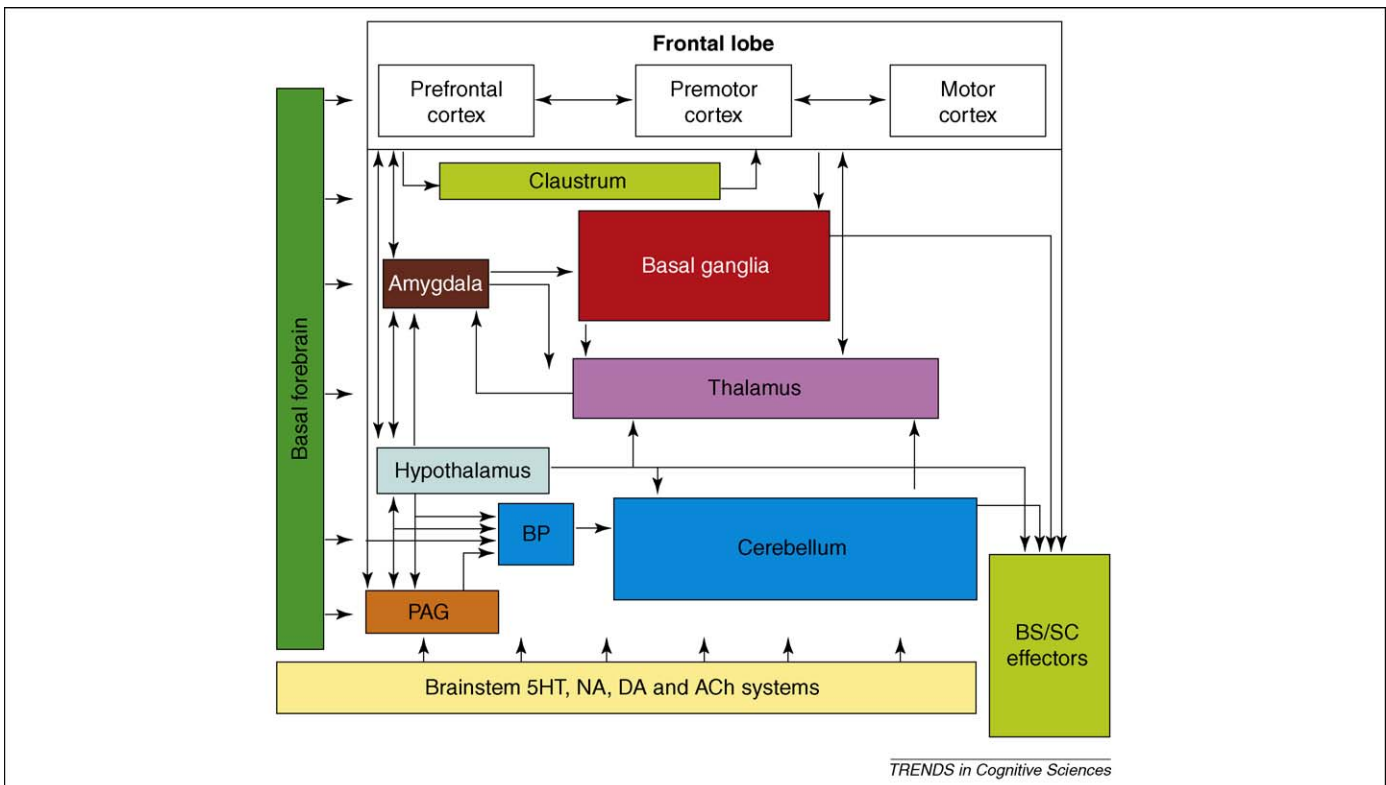 Frontal lobe
Prefrontal
cortex
Premotor
cortex
Motor
cortex
Claustrum
Basal ganglia
Amygdala
Basal forebrain
Thalamus
Hypothalamus
BP
Cerebellum
PAG
BS/SC
effectors
Brainstem 5HT, NA, DA and ACh systems
TRENDS in Cognitive Sciences